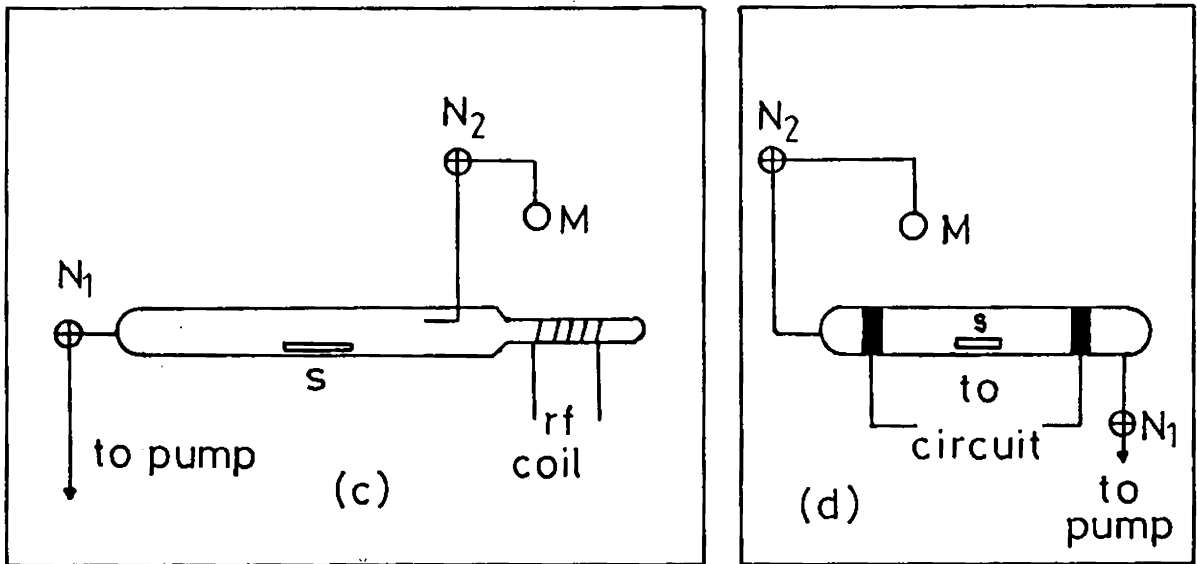 N2
M
N1
S
rf
coil
to pump
(c)
N2
M
s
to
circuit
N1
to
pump
(d)